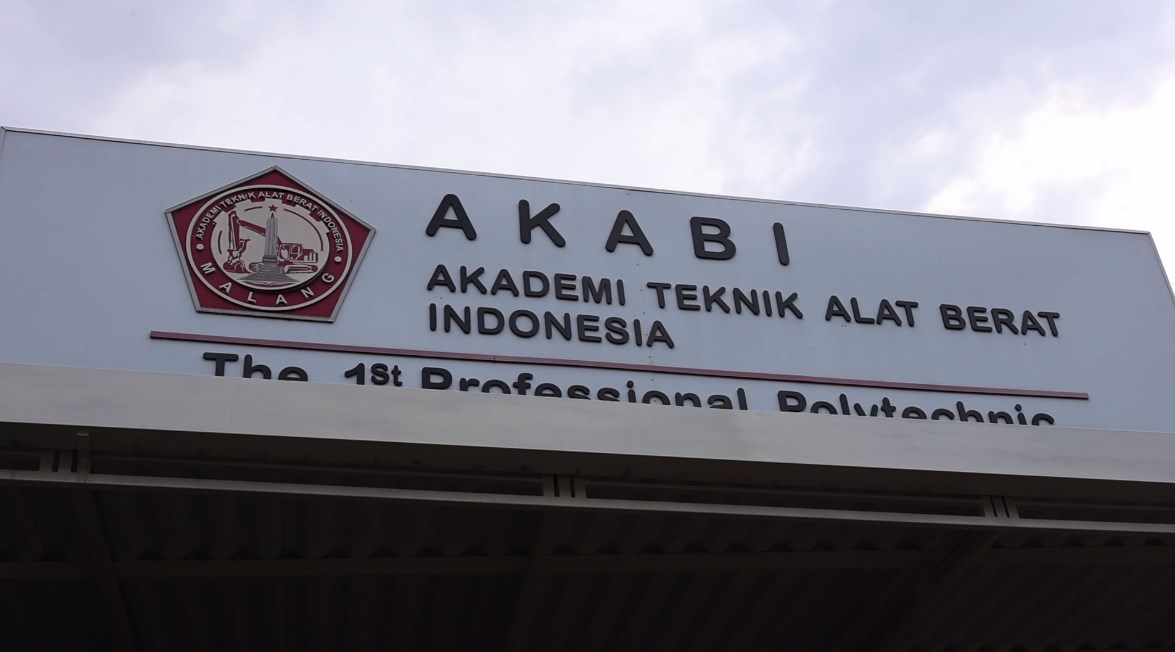 AKADEMI TEKNIK ALAT BERAT INDONESIA
MALANG
AKABI
AKADEMI TEKNIK ALAT BERAT
INDONESIA
The 1st Professional Polytechnic